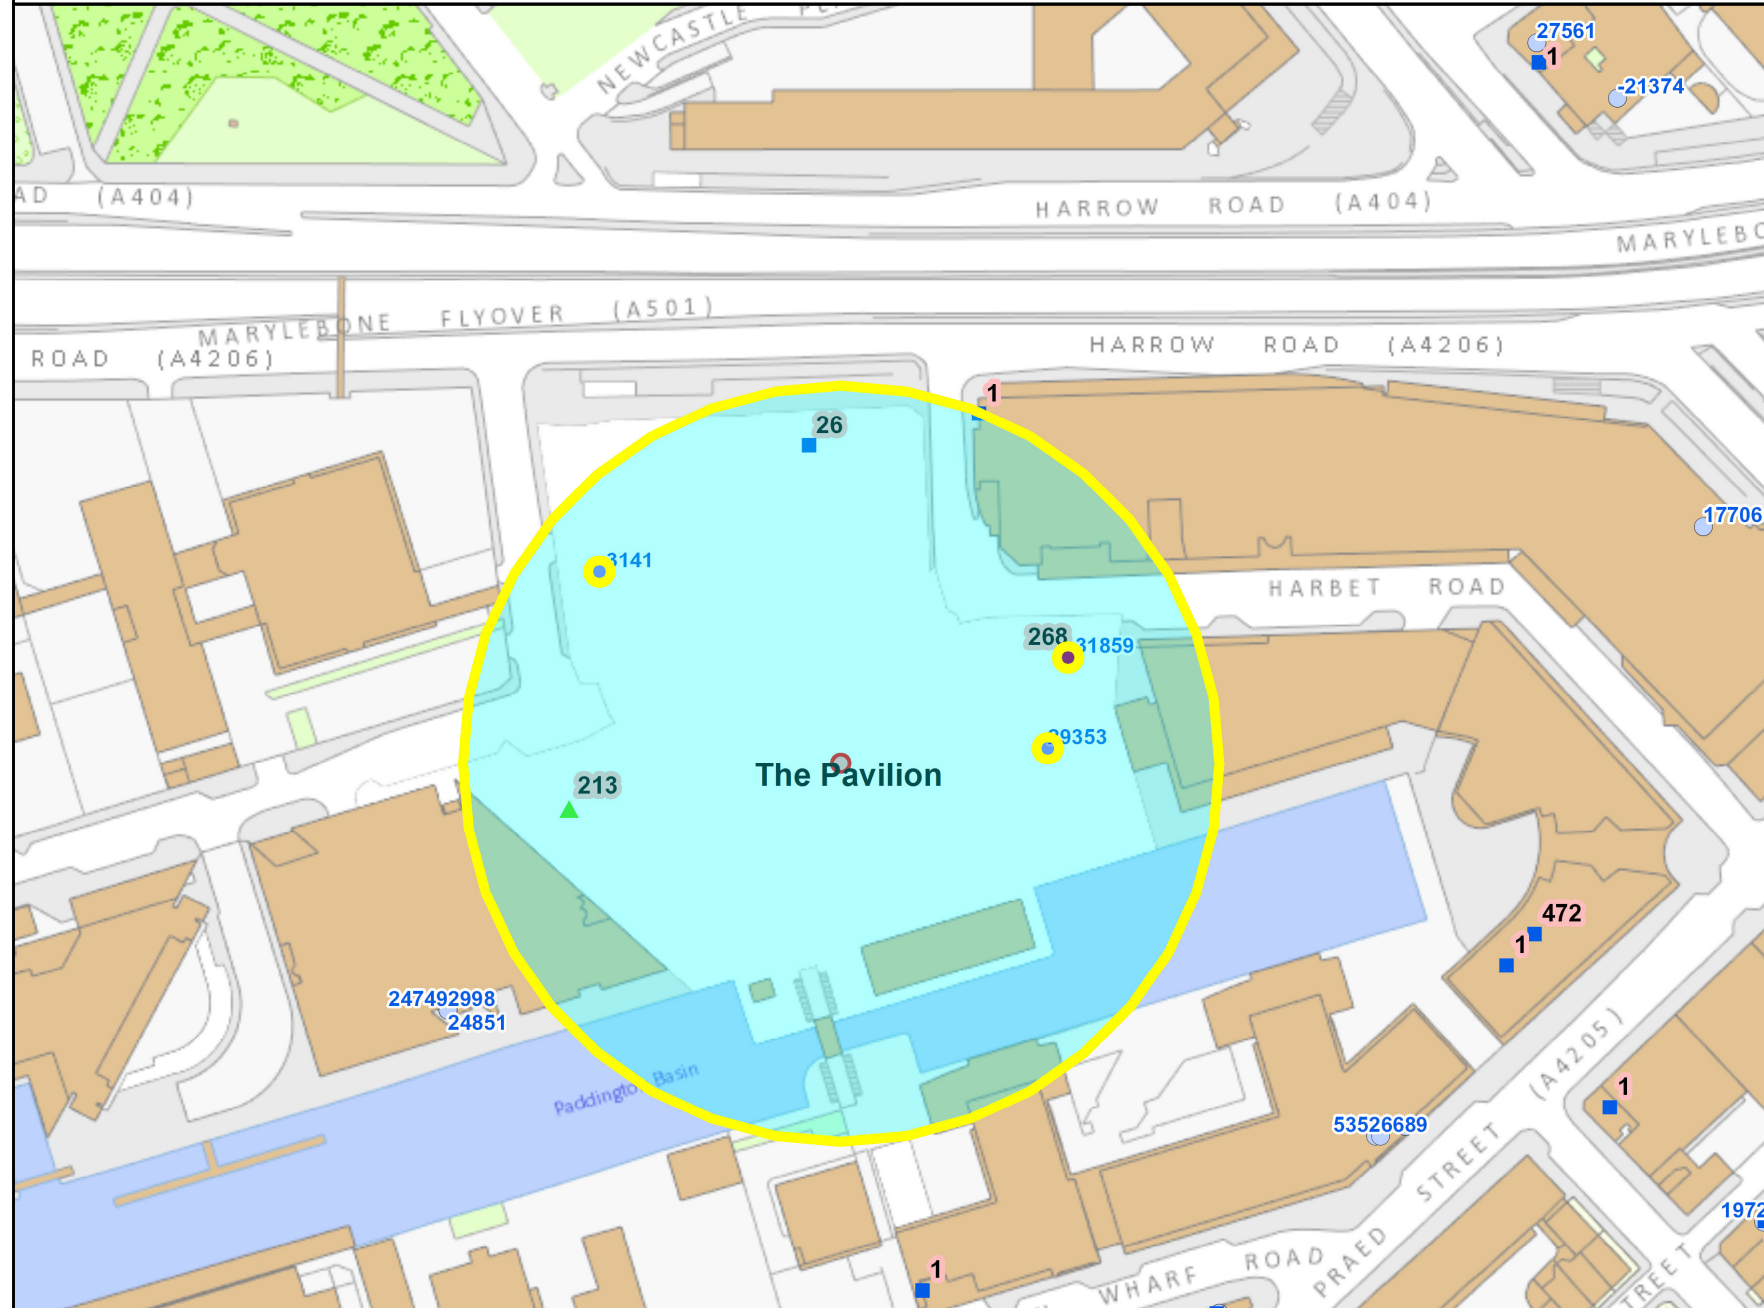 NEWCASTLE
27561
1
-21374
AD (A404)
HARROW ROAD (A404)
MARYLEBO
MARYLEBONE FLYOVER (A501)
ROAD (A4206)
HARROW ROAD (A4206)
1
26
17706
3141
HARBET ROAD
268
31859
39353
The Pavilion
213
472
1
247492998
24851
Paddington Basin
(A4205)
1
53526689
PRAED STREET
1972
1
WHARF ROAD
TREET